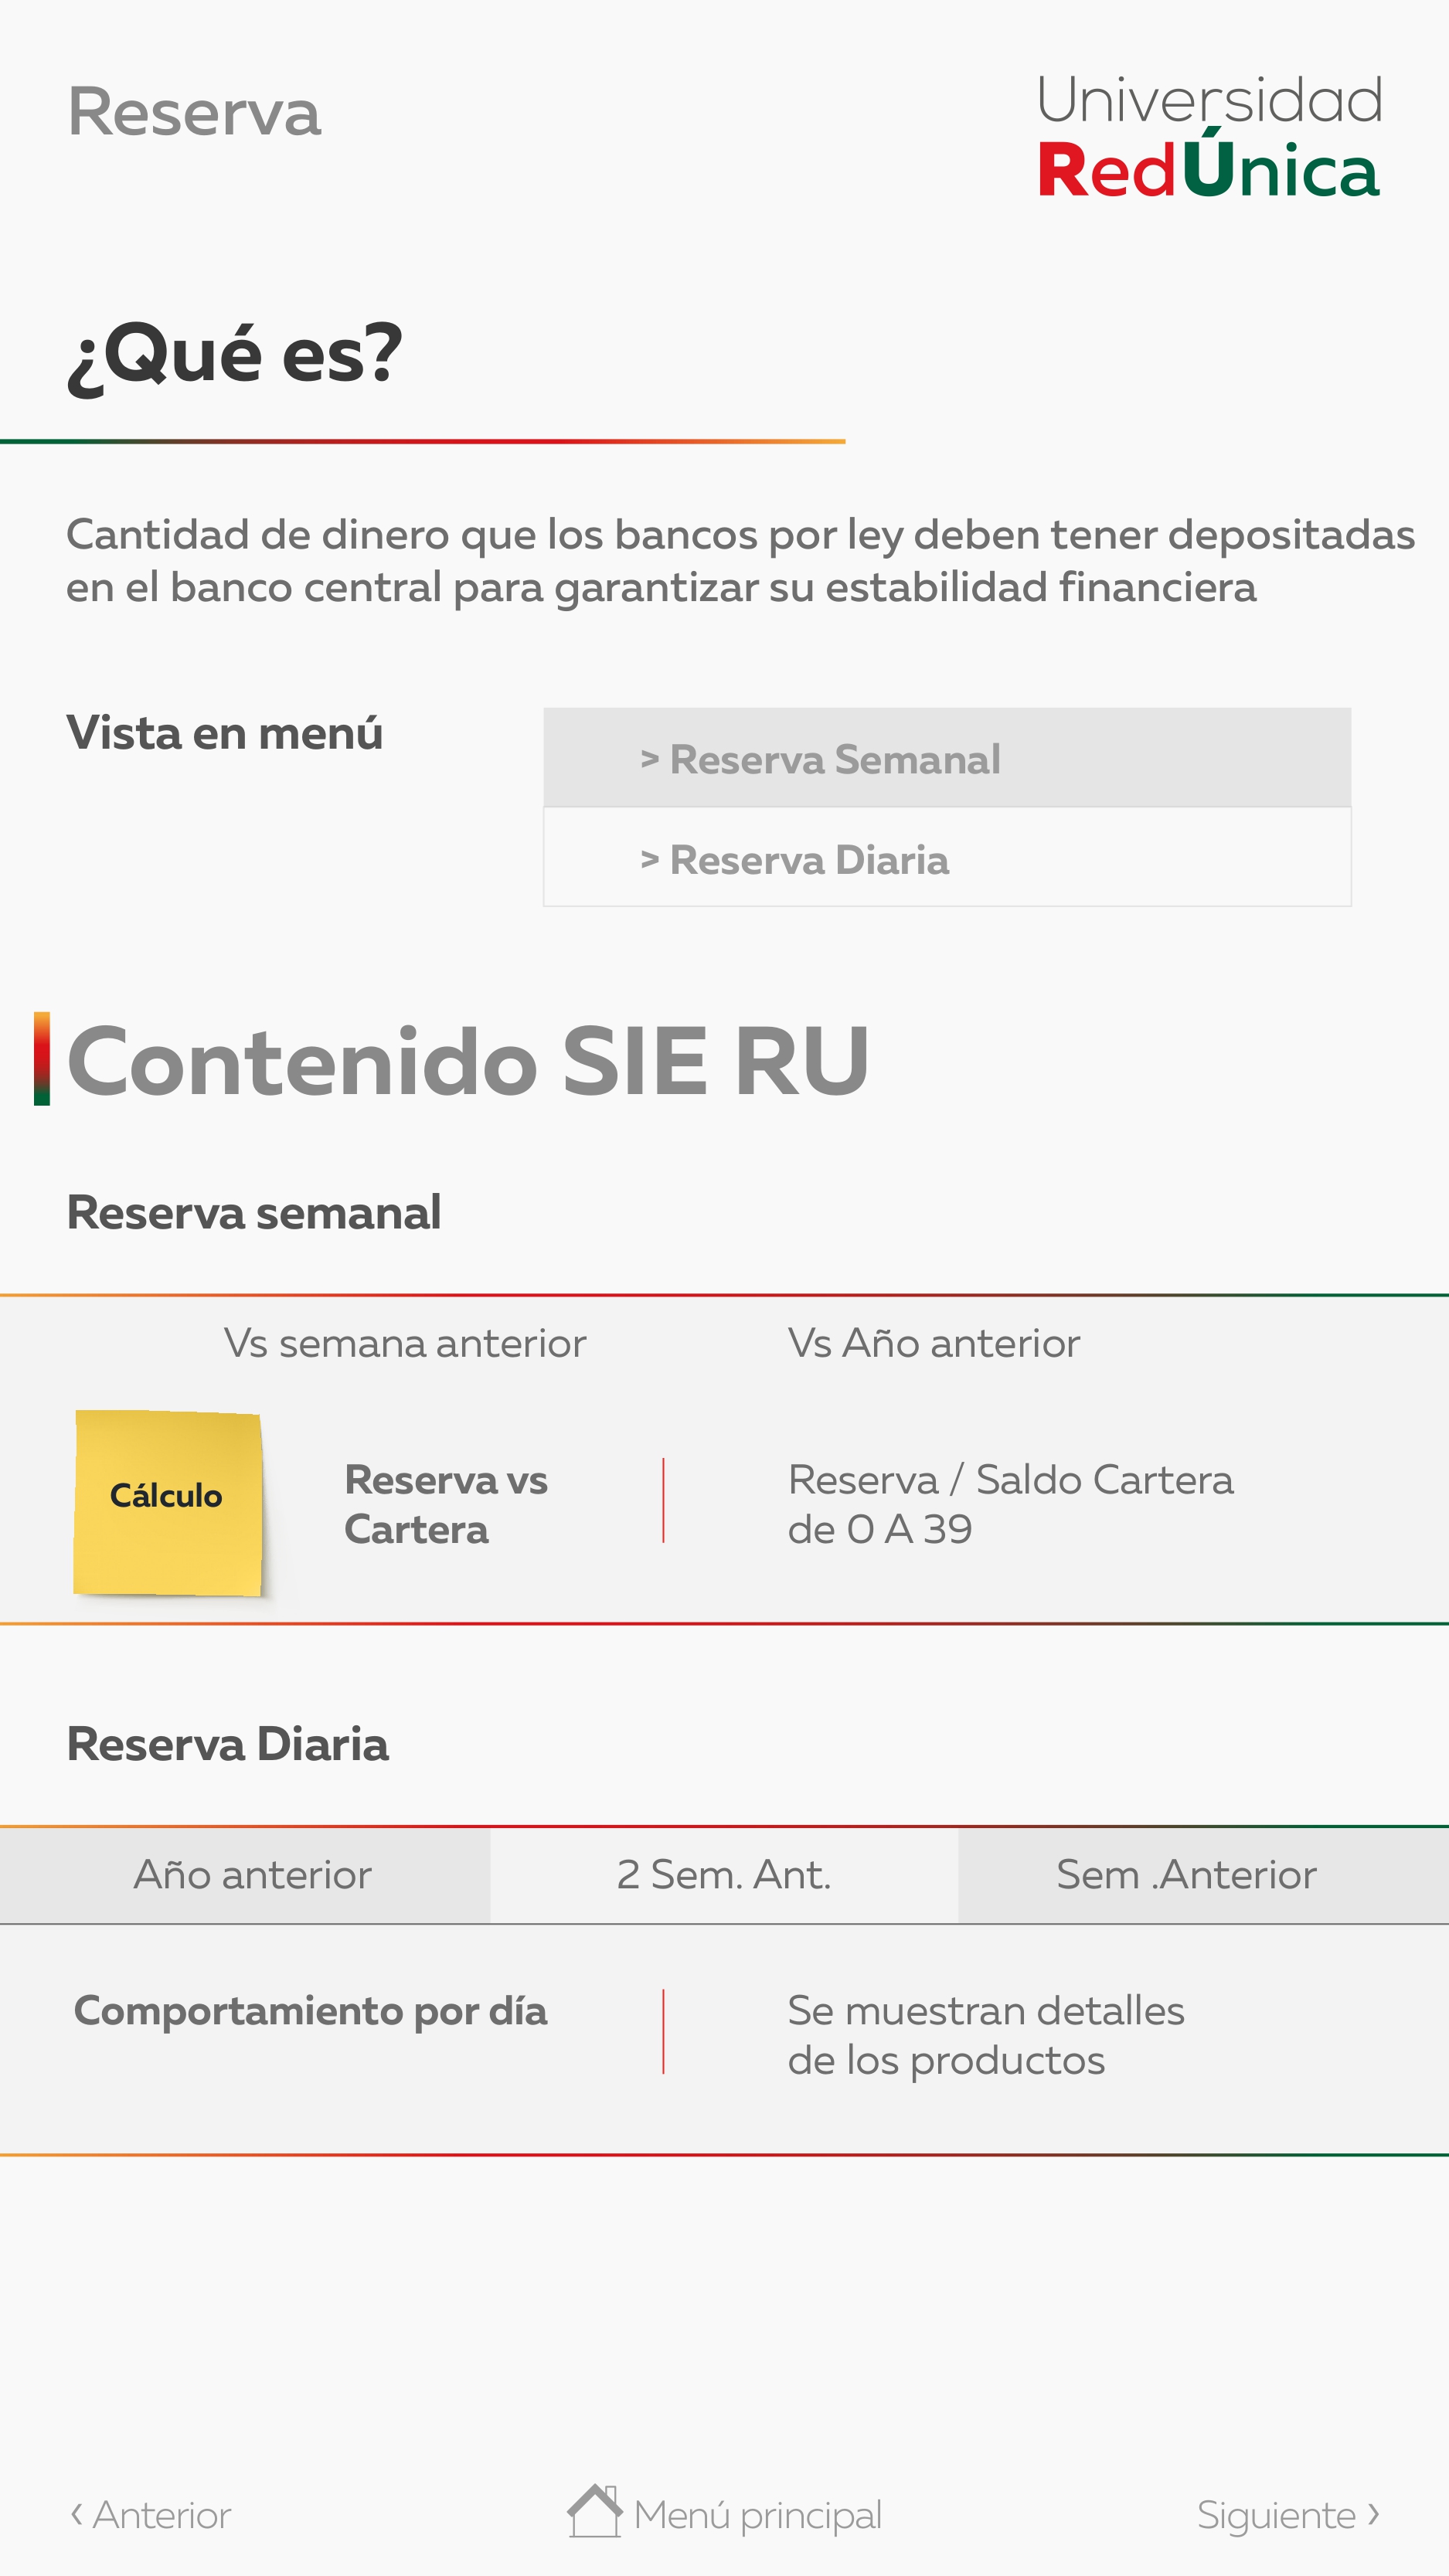 Reserva
Universidad
RedÚnica
¿Qué es?
Cantidad de dinero que los bancos por ley deben tener depositadas
en el banco central para garantizar su estabilidad financiera
Vista en menú
> Reserva Semanal
> Reserva Diaria
Contenido SIE RU
Reserva semanal
Vs semana anterior
Vs Año anterior
Cálculo
Reserva vs
Cartera
Reserva / Saldo Cartera
de 0 A 39
Reserva Diaria
Año anterior
2 Sem. Ant.
Sem .Anterior
Comportamiento por día
Se muestran detalles
de los productos
‹ Anterior
Menú principal
Siguiente ›